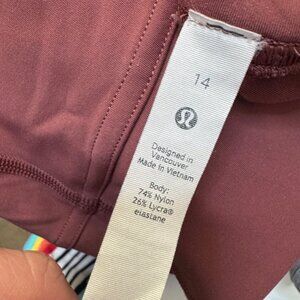 14
Designed in
Vancouver
Made in Vietnam
Body:
74% Nylon
26% Lycra®
elastane